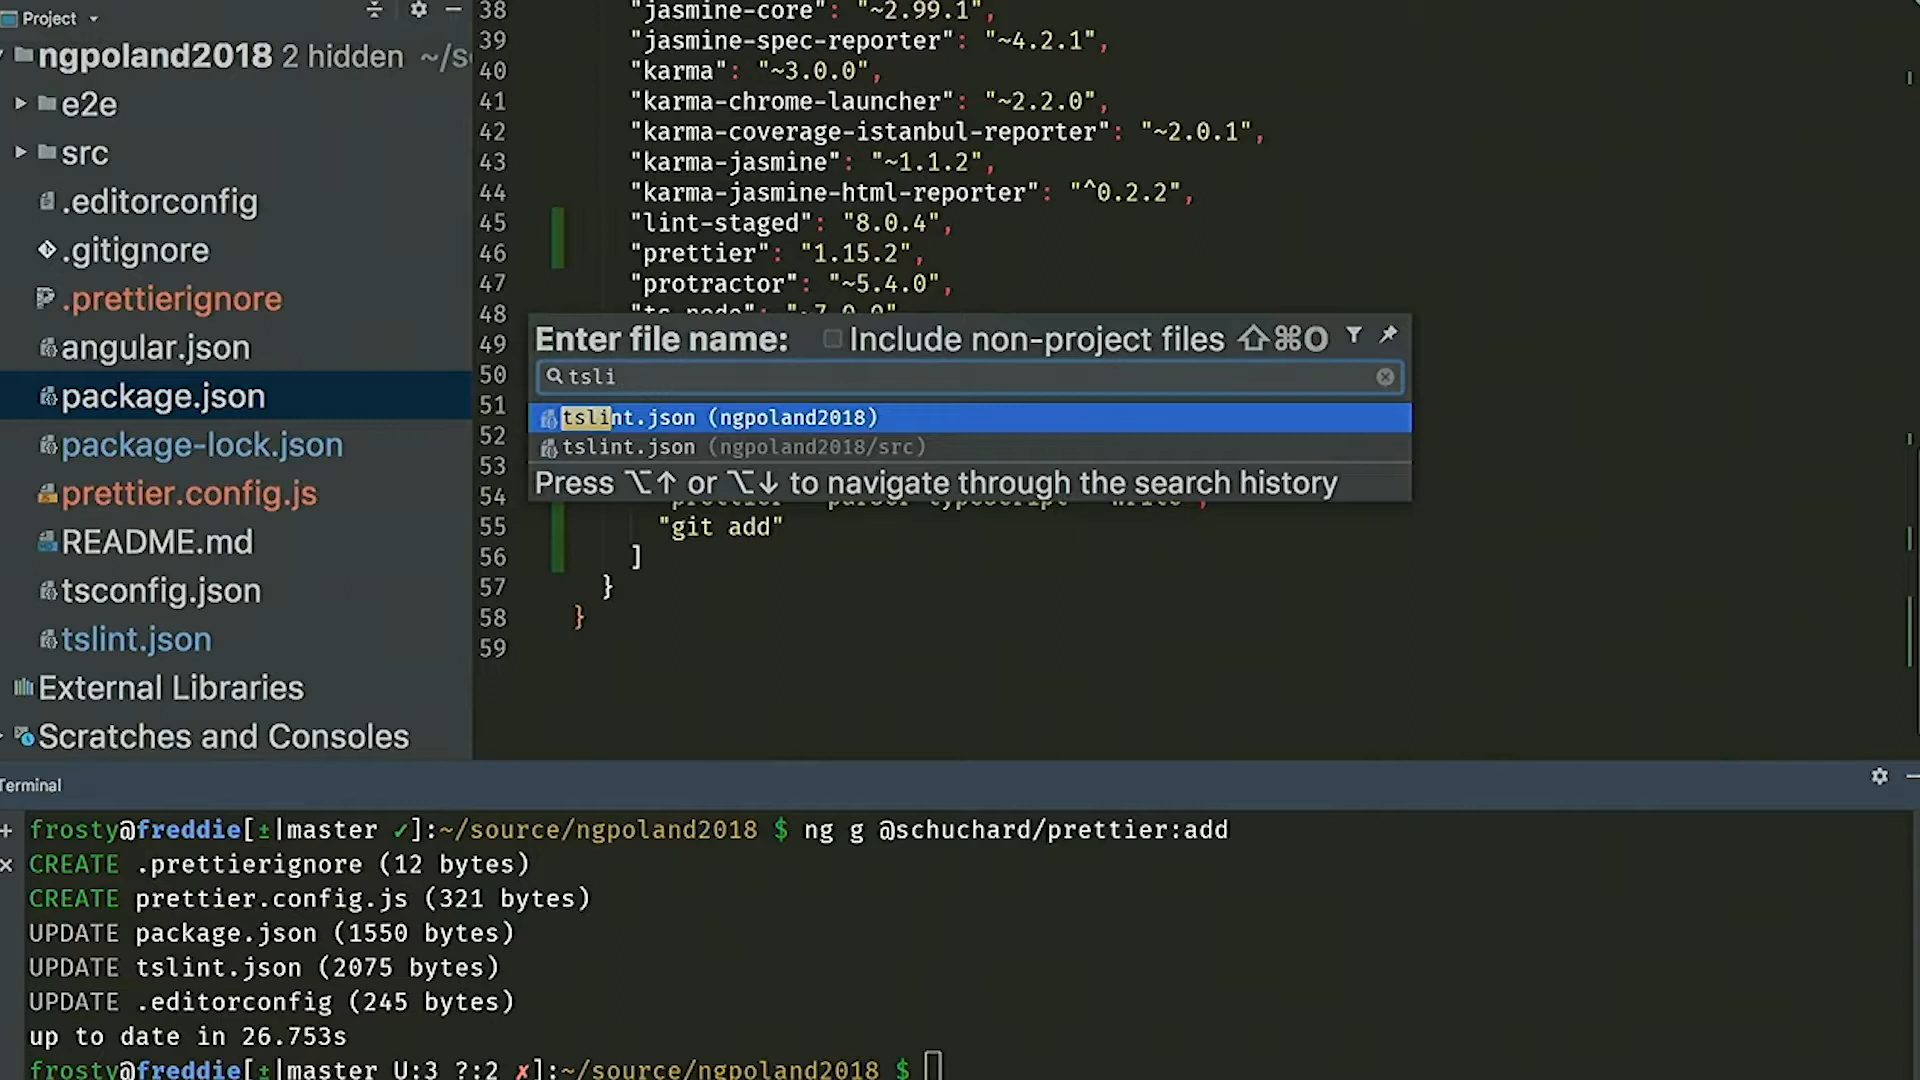 Project
ngpoland2018 2 hidden ~/s
e2e
src
.editorconfig
.gitignore
.prettierignore
angular.json
package.json
package-lock.json
prettier.config.js
README.md
tsconfig.json
tslint.json
External Libraries
Scratches and Consoles
38 "jasmine-core": "~2.99.1",
39 "jasmine-spec-reporter": "~4.2.1",
40 "karma": "~3.0.0",
41 "karma-chrome-launcher": "~2.2.0",
42 "karma-coverage-istanbul-reporter": "~2.0.1",
43 "karma-jasmine": "~1.1.2",
44 "karma-jasmine-html-reporter": "^0.2.2",
45 "lint-staged": "8.0.4",
46 "prettier": "1.15.2",
47 "protractor": "~5.4.0",
48 "ts-node": "~7.0.0"
49
50
51
52
53
54
55 "git add"
56 ]
57 }
58 }
59
Enter file name: Include non-project files ⇧⌘O
tsli
tslint.json (ngpoland2018)
tslint.json (ngpoland2018/src)
Press ⌥↑ or ⌥↓ to navigate through the search history
Terminal
frosty@freddie[±|master ✓]:~/source/ngpoland2018 $ ng g @schuchard/prettier:add
CREATE .prettierignore (12 bytes)
CREATE prettier.config.js (321 bytes)
UPDATE package.json (1550 bytes)
UPDATE tslint.json (2075 bytes)
UPDATE .editorconfig (245 bytes)
up to date in 26.753s
frosty@freddie[±|master U:3 ?:2 ✗]:~/source/ngpoland2018 $